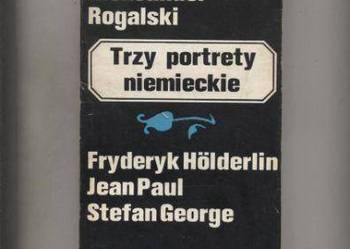 Rogalski
Trzy portrety
niemieckie
Fryderyk Hölderlin
Jean Paul
Stefan George